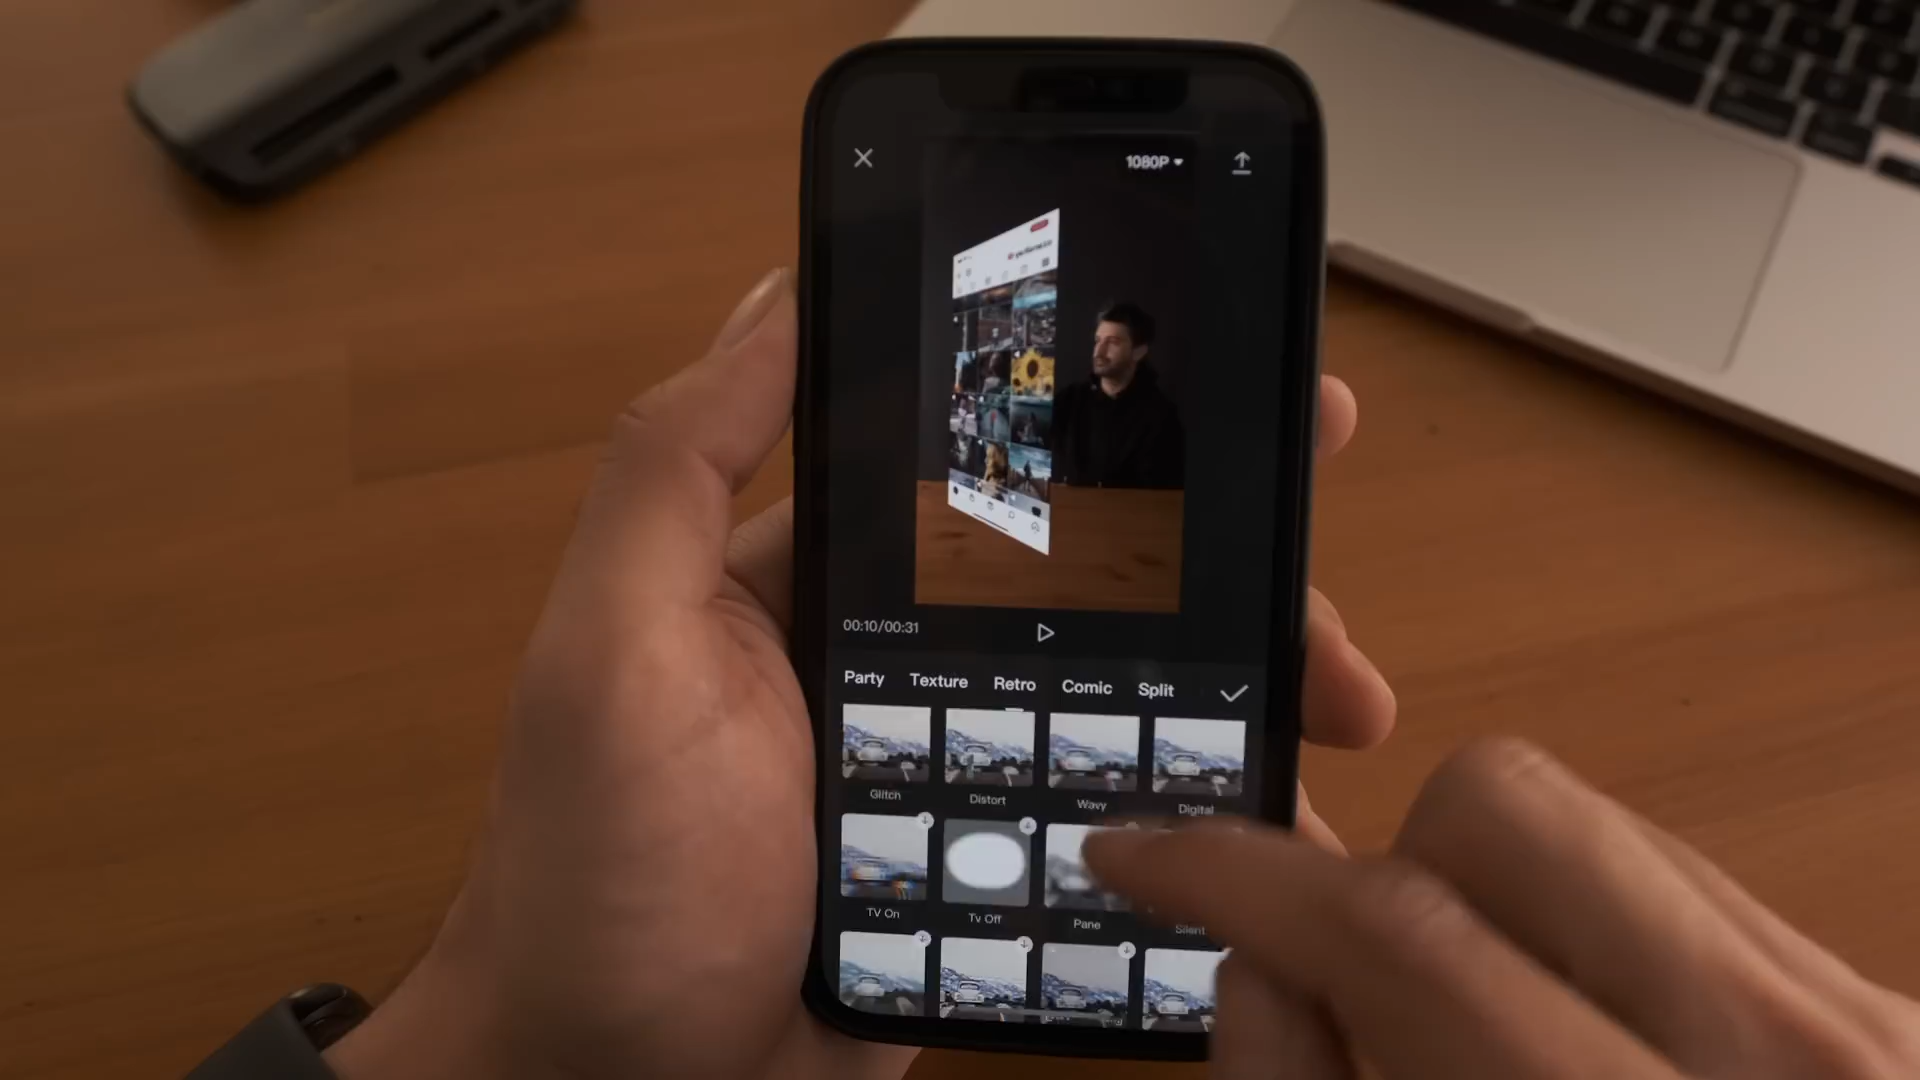 1080P
00:10/00:31
Party Texture Retro Comic Split
Glitch Distort Wavy Digital
TV On Tv Off Pane Silent